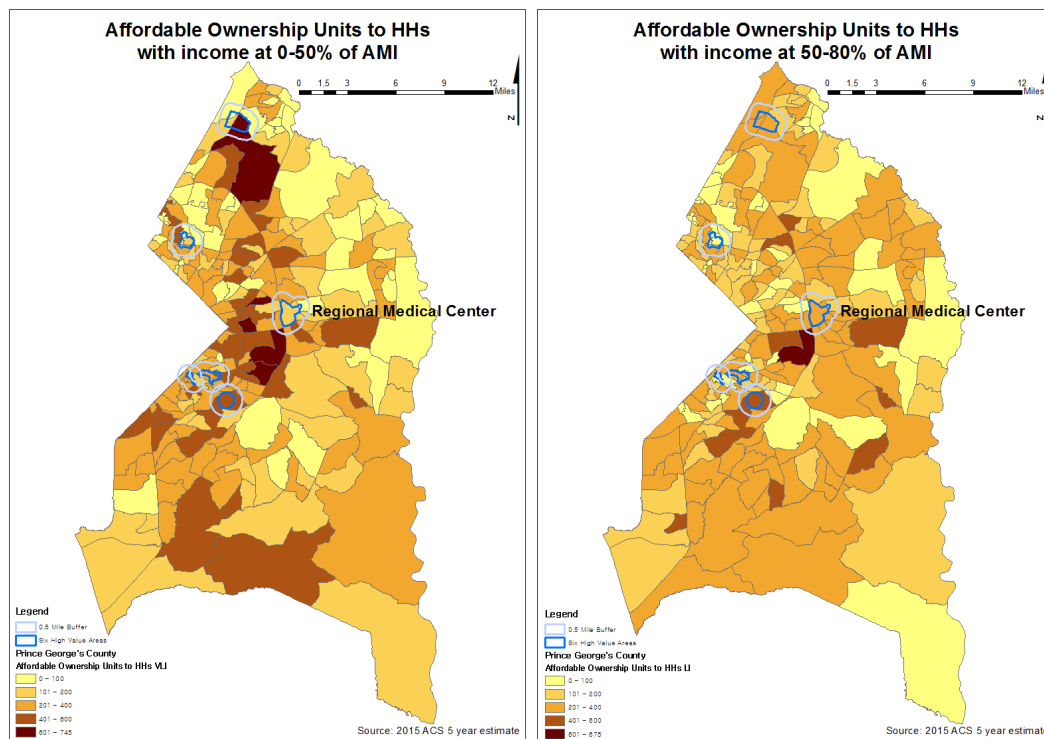 Affordable Ownership Units to HHs
with income at 0-50% of AMI
0 1.5 3 6 9 12
Miles
N
Regional Medical Center
Legend
0.5 Mile Buffer
Six High Value Areas
Prince George's County
Affordable Ownership Units to HHs VLI
0 - 100
101 - 200
201 - 400
401 - 600
601 - 745
Source: 2015 ACS 5 year estimate
Affordable Ownership Units to HHs
with income at 50-80% of AMI
0 1.5 3 6 9 12
Miles
N
Regional Medical Center
Legend
0.5 Mile Buffer
Six High Value Areas
Prince George's County
Affordable Ownership Units to HHs LI
0 - 100
101 - 200
201 - 400
401 - 600
601 - 675
Source: 2015 ACS 5 year estimate